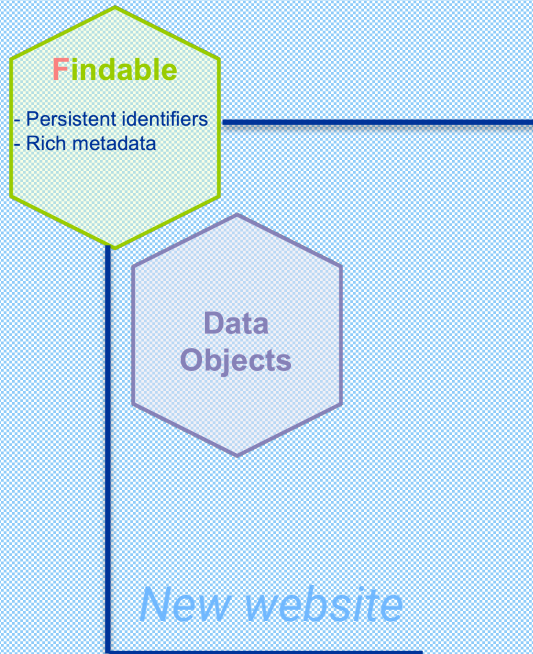 Findable
- Persistent identifiers
- Rich metadata
Data
Objects
New website